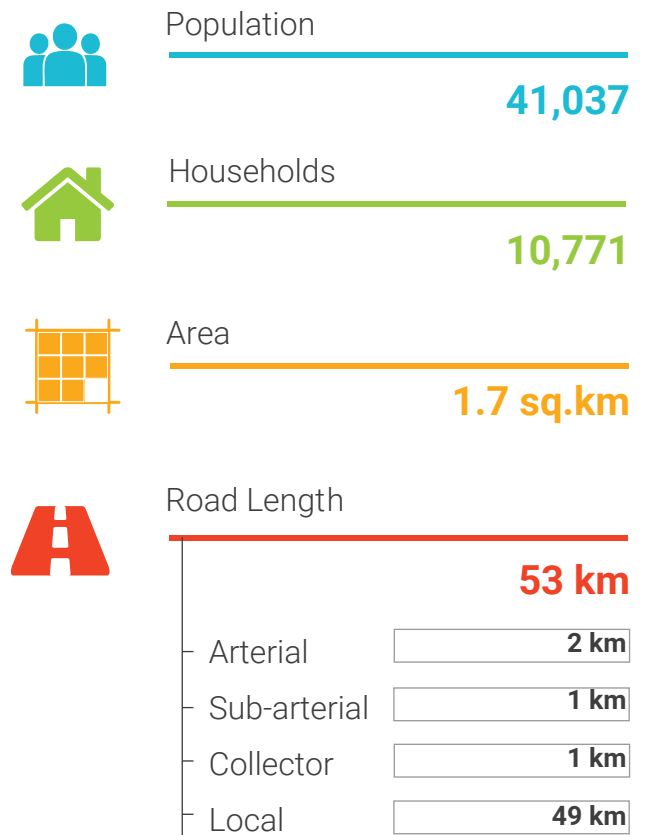 Population
41,037
Households
10,771
Area
1.7 sq.km
Road Length
53 km
Arterial 2 km
Sub-arterial 1 km
Collector 1 km
Local 49 km